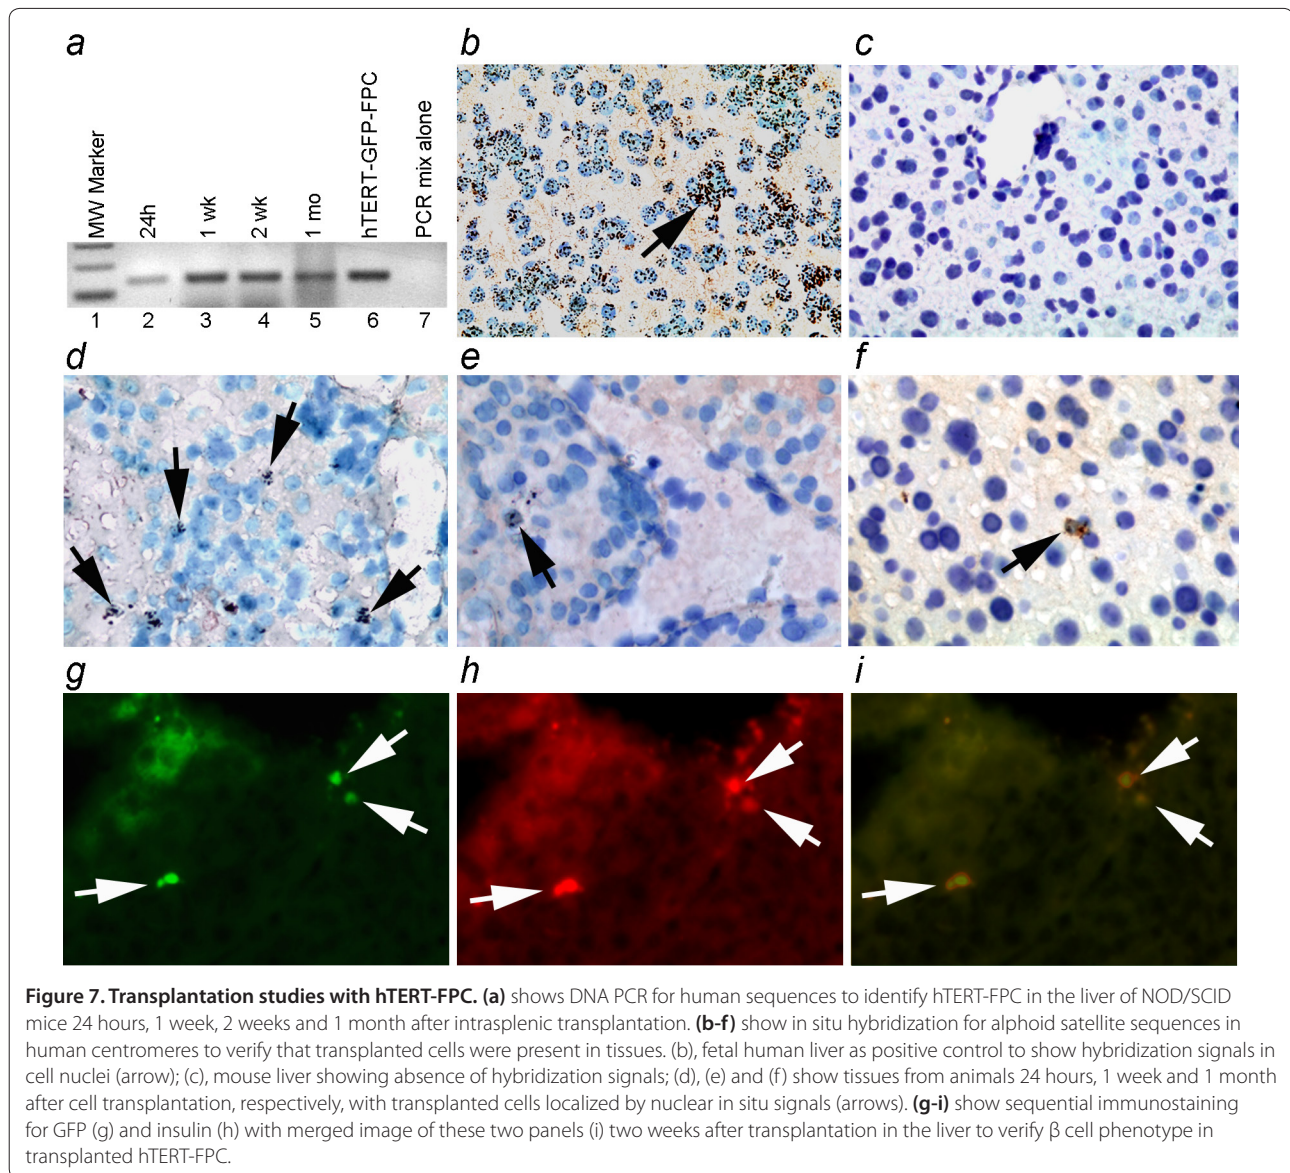 a
b
c
MW Marker
24h
1 wk
2 wk
1 mo
hTERT-GFP-FPC
PCR mix alone
1 2 3 4 5 6 7
d
e
f
g
h
i
Figure 7. Transplantation studies with hTERT-FPC. (a) shows DNA PCR for human sequences to identify hTERT-FPC in the liver of NOD/SCID
mice 24 hours, 1 week, 2 weeks and 1 month after intrasplenic transplantation. (b-f) show in situ hybridization for alphoid satellite sequences in
human centromeres to verify that transplanted cells were present in tissues. (b), fetal human liver as positive control to show hybridization signals in
cell nuclei (arrow); (c), mouse liver showing absence of hybridization signals; (d), (e) and (f) show tissues from animals 24 hours, 1 week and 1 month
after cell transplantation, respectively, with transplanted cells localized by nuclear in situ signals (arrows). (g-i) show sequential immunostaining
for GFP (g) and insulin (h) with merged image of these two panels (i) two weeks after transplantation in the liver to verify β cell phenotype in
transplanted hTERT-FPC.